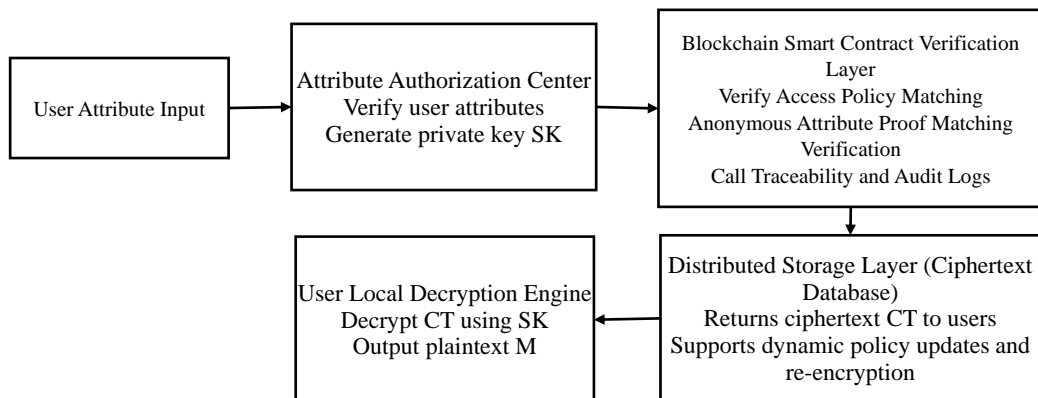 User Attribute Input
Attribute Authorization Center
Verify user attributes
Generate private key SK
Blockchain Smart Contract Verification
Layer
Verify Access Policy Matching
Anonymous Attribute Proof Matching
Verification
Call Traceability and Audit Logs
Distributed Storage Layer (Ciphertext
Database)
Returns ciphertext CT to users
Supports dynamic policy updates and
re-encryption
User Local Decryption Engine
Decrypt CT using SK
Output plaintext M